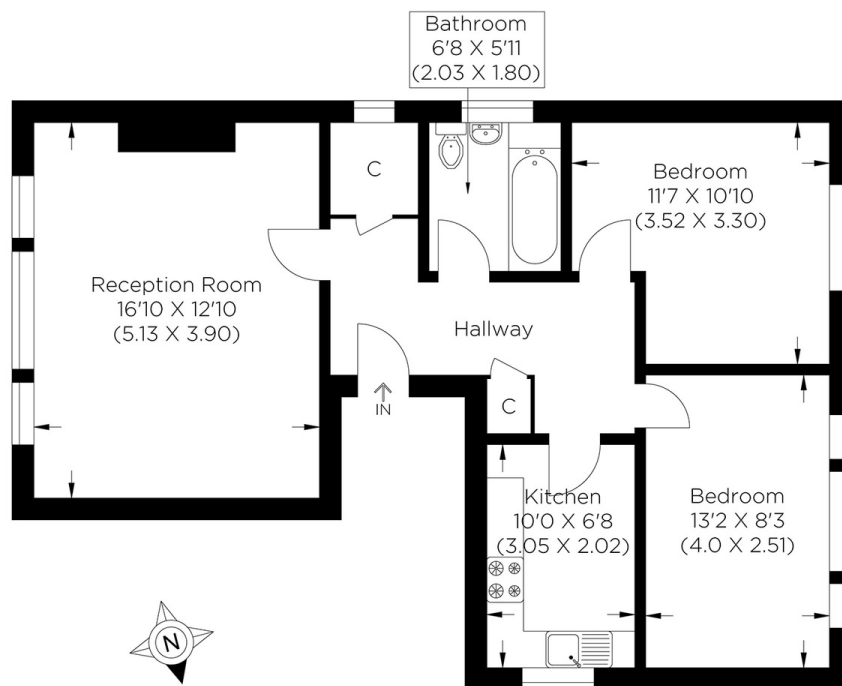 Bathroom
6'8 X 5'11
(2.03 X 1.80)
C
Bedroom
11'7 X 10'10
(3.52 X 3.30)
Reception Room
16'10 X 12'10
(5.13 X 3.90)
Hallway
IN
C
Kitchen
10'0 X 6'8
(3.05 X 2.02)
Bedroom
13'2 X 8'3
(4.0 X 2.51)
N